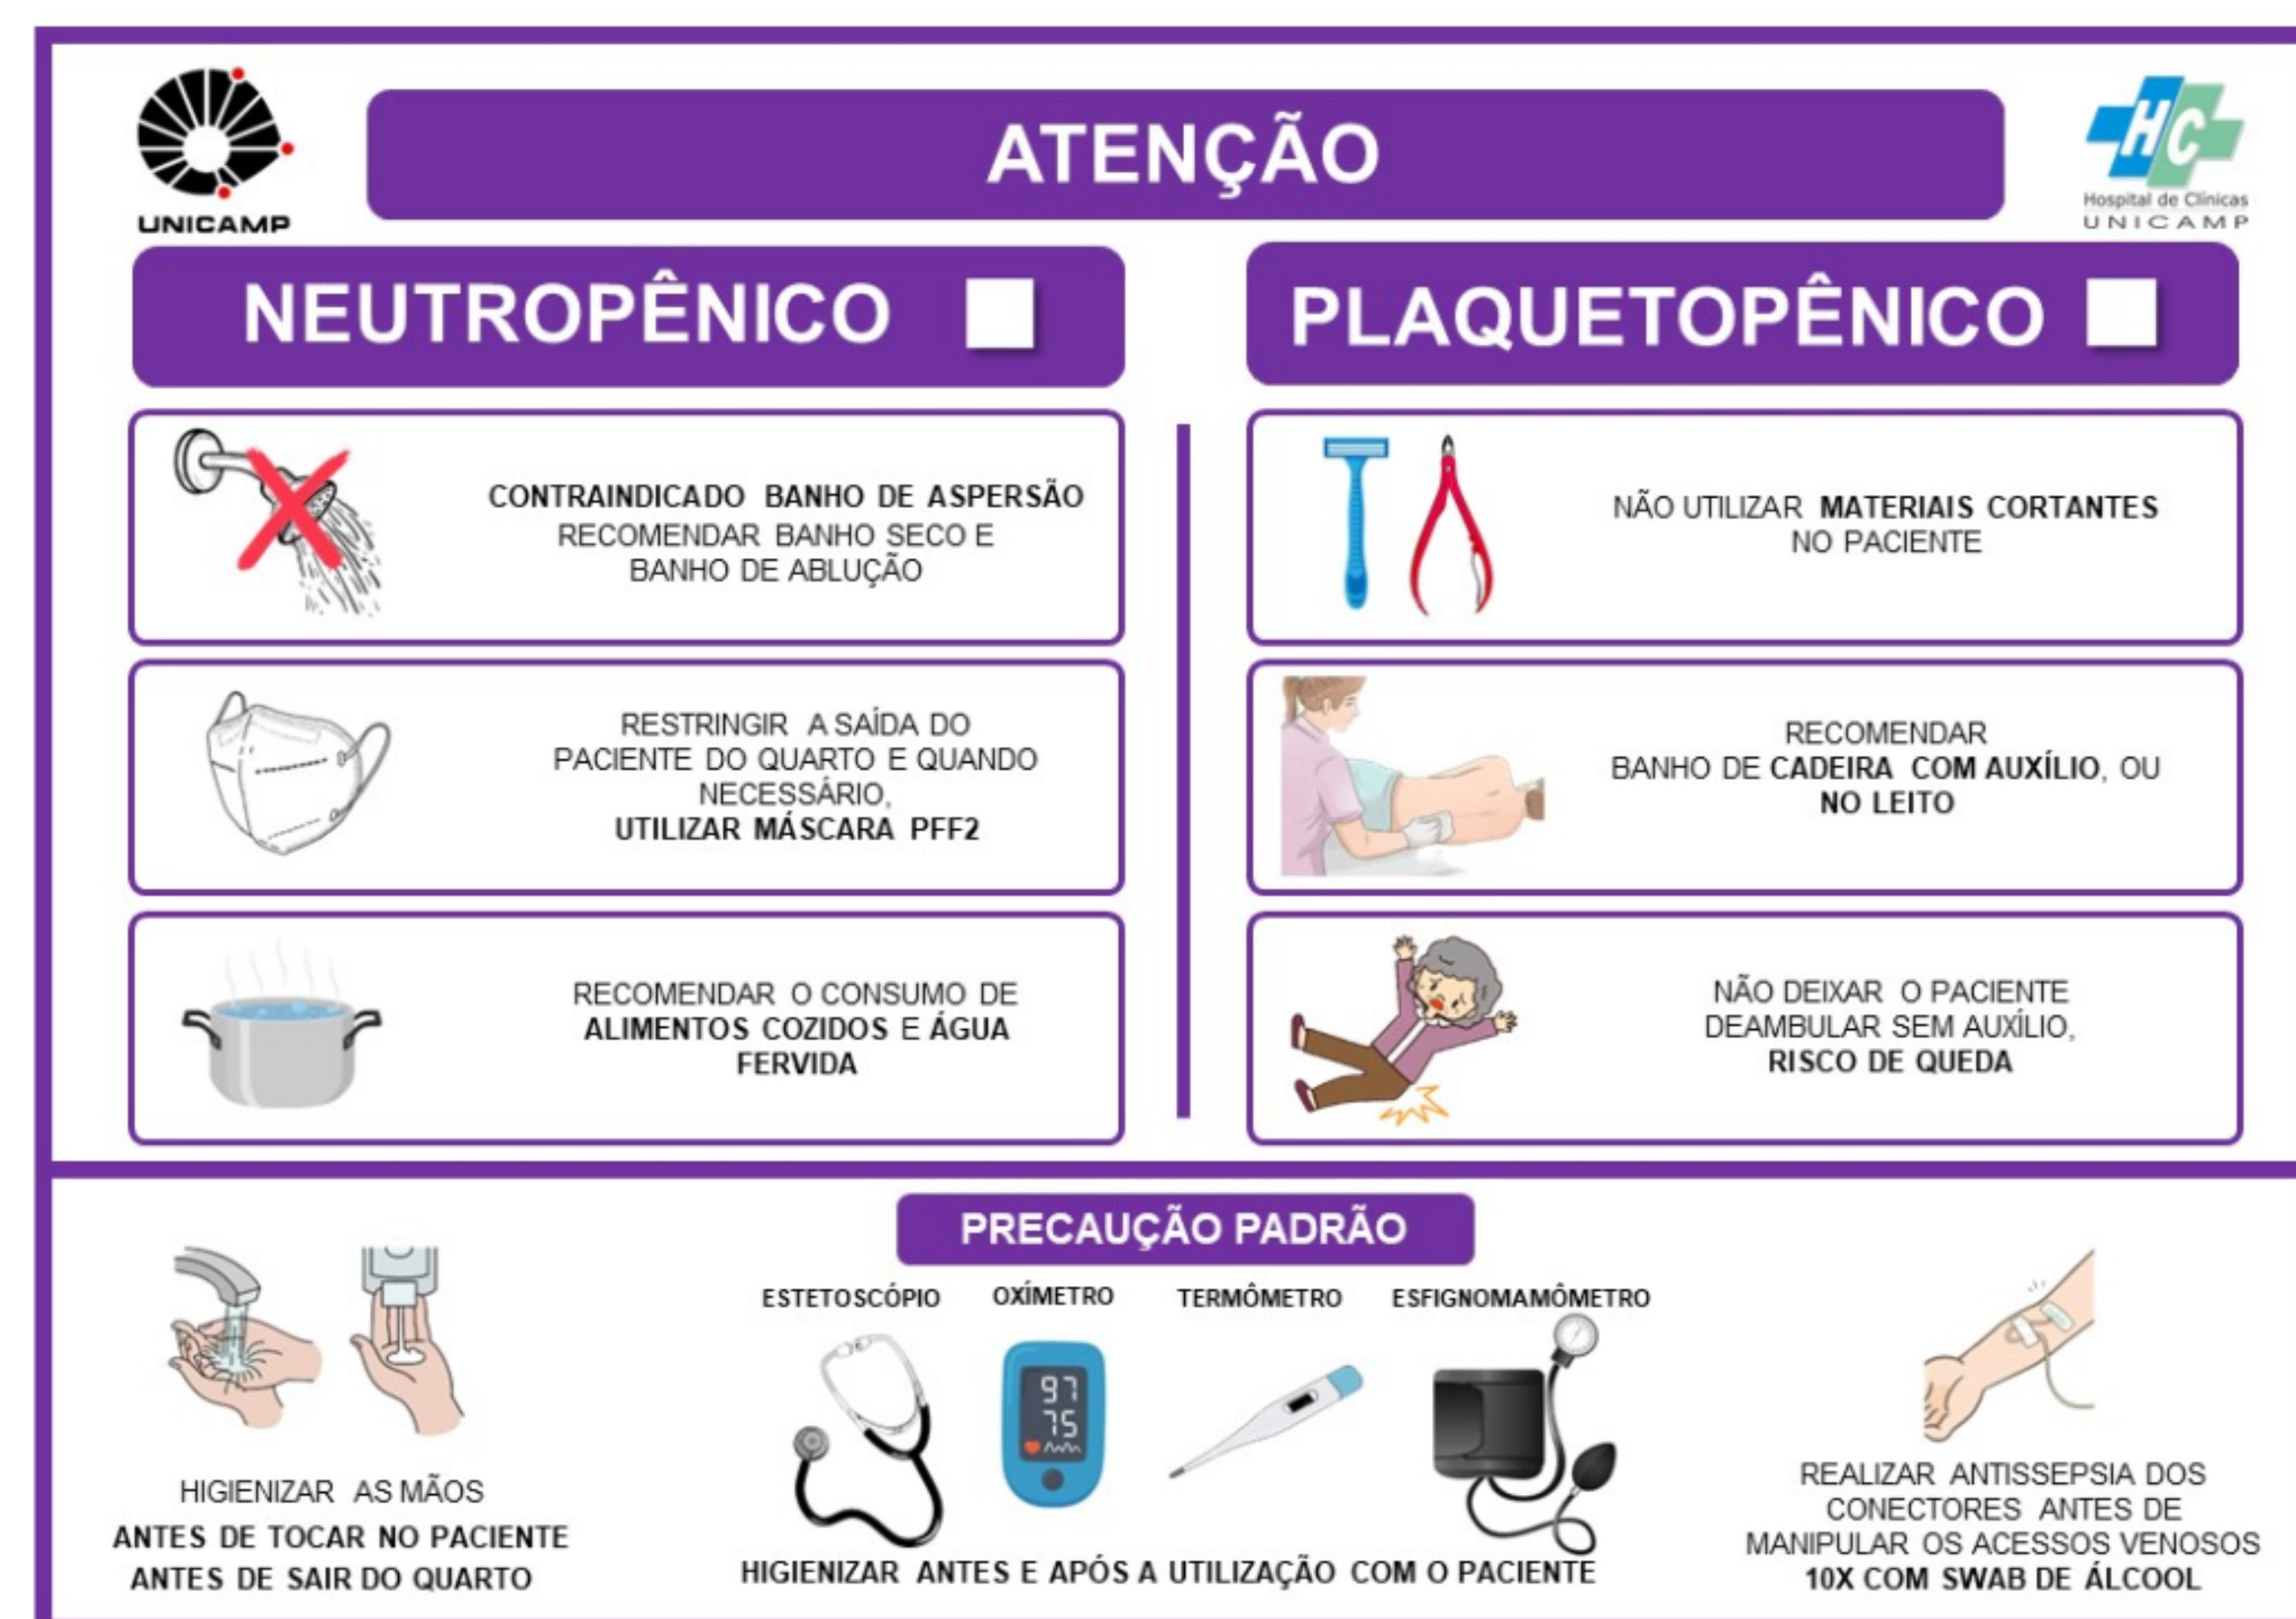 UNICAMP
ATENÇÃO
HC
Hospital de Clínicas
UNICAMP
NEUTROPÊNICO
CONTRAINDICADO BANHO DE ASPERSÃO
RECOMENDAR BANHO SECO E
BANHO DE ABLUÇÃO
RESTRINGIR A SAÍDA DO
PACIENTE DO QUARTO E QUANDO
NECESSÁRIO,
UTILIZAR MÁSCARA PFF2
RECOMENDAR O CONSUMO DE
ALIMENTOS COZIDOS E ÁGUA
FERVIDA
PLAQUETOPÊNICO
NÃO UTILIZAR MATERIAIS CORTANTES
NO PACIENTE
RECOMENDAR
BANHO DE CADEIRA COM AUXÍLIO, OU
NO LEITO
NÃO DEIXAR O PACIENTE
DEAMBULAR SEM AUXÍLIO,
RISCO DE QUEDA
PRECAUÇÃO PADRÃO
HIGIENIZAR AS MÃOS
ANTES DE TOCAR NO PACIENTE
ANTES DE SAIR DO QUARTO
ESTETOSCÓPIO OXÍMETRO TERMÔMETRO ESFIGNOMAMÔMETRO
97
75
HIGIENIZAR ANTES E APÓS A UTILIZAÇÃO COM O PACIENTE
REALIZAR ANTISSEPSIA DOS
CONECTORES ANTES DE
MANIPULAR OS ACESSOS VENOSOS
10X COM SWAB DE ÁLCOOL